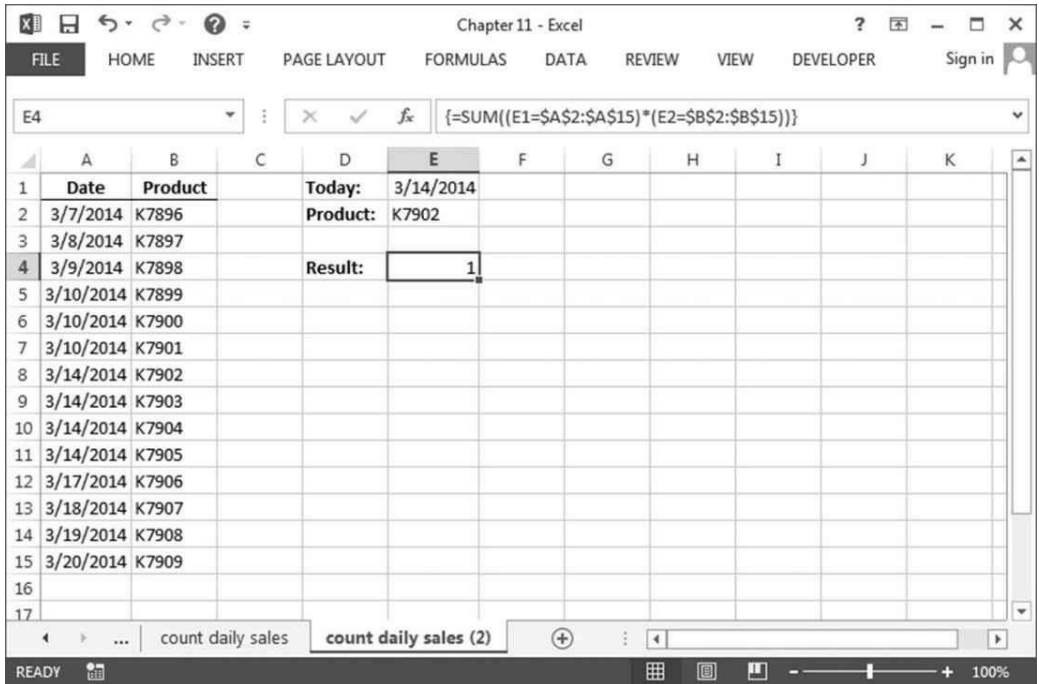 Chapter 11 - Excel
FILE HOME INSERT PAGE LAYOUT FORMULAS DATA REVIEW VIEW DEVELOPER Sign in
E4 fx {=SUM((E1=$A$2:$A$15)*(E2=$B$2:$B$15))}
A B C D E F G H I J K
1 Date Product Today: 3/14/2014
2 3/7/2014 K7896 Product: K7902
3 3/8/2014 K7897
4 3/9/2014 K7898 Result: 1
5 3/10/2014 K7899
6 3/10/2014 K7900
7 3/10/2014 K7901
8 3/14/2014 K7902
9 3/14/2014 K7903
10 3/14/2014 K7904
11 3/14/2014 K7905
12 3/17/2014 K7906
13 3/18/2014 K7907
14 3/19/2014 K7908
15 3/20/2014 K7909
16
17
... count daily sales count daily sales (2)
READY 100%